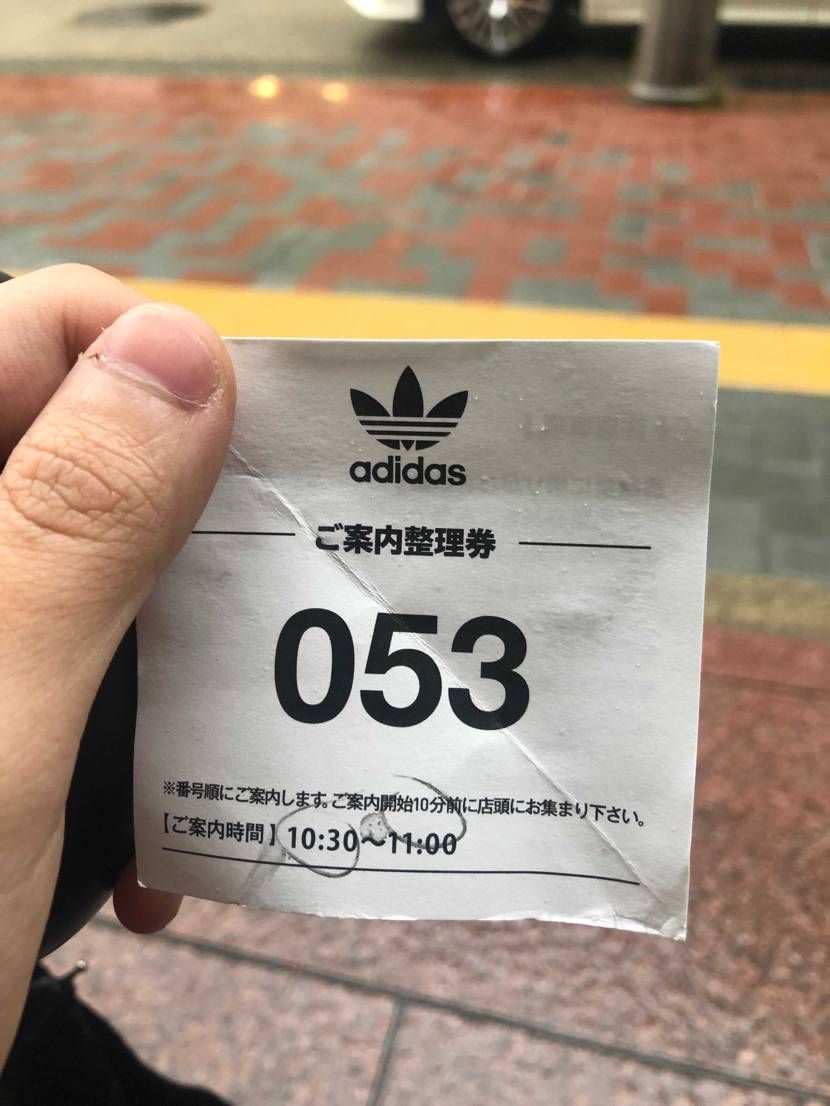 adidas
ご案内整理券
053
※番号順にご案内します。ご案内開始10分前に店頭にお集まり下さい。
【ご案内時間】10:30〜11:00